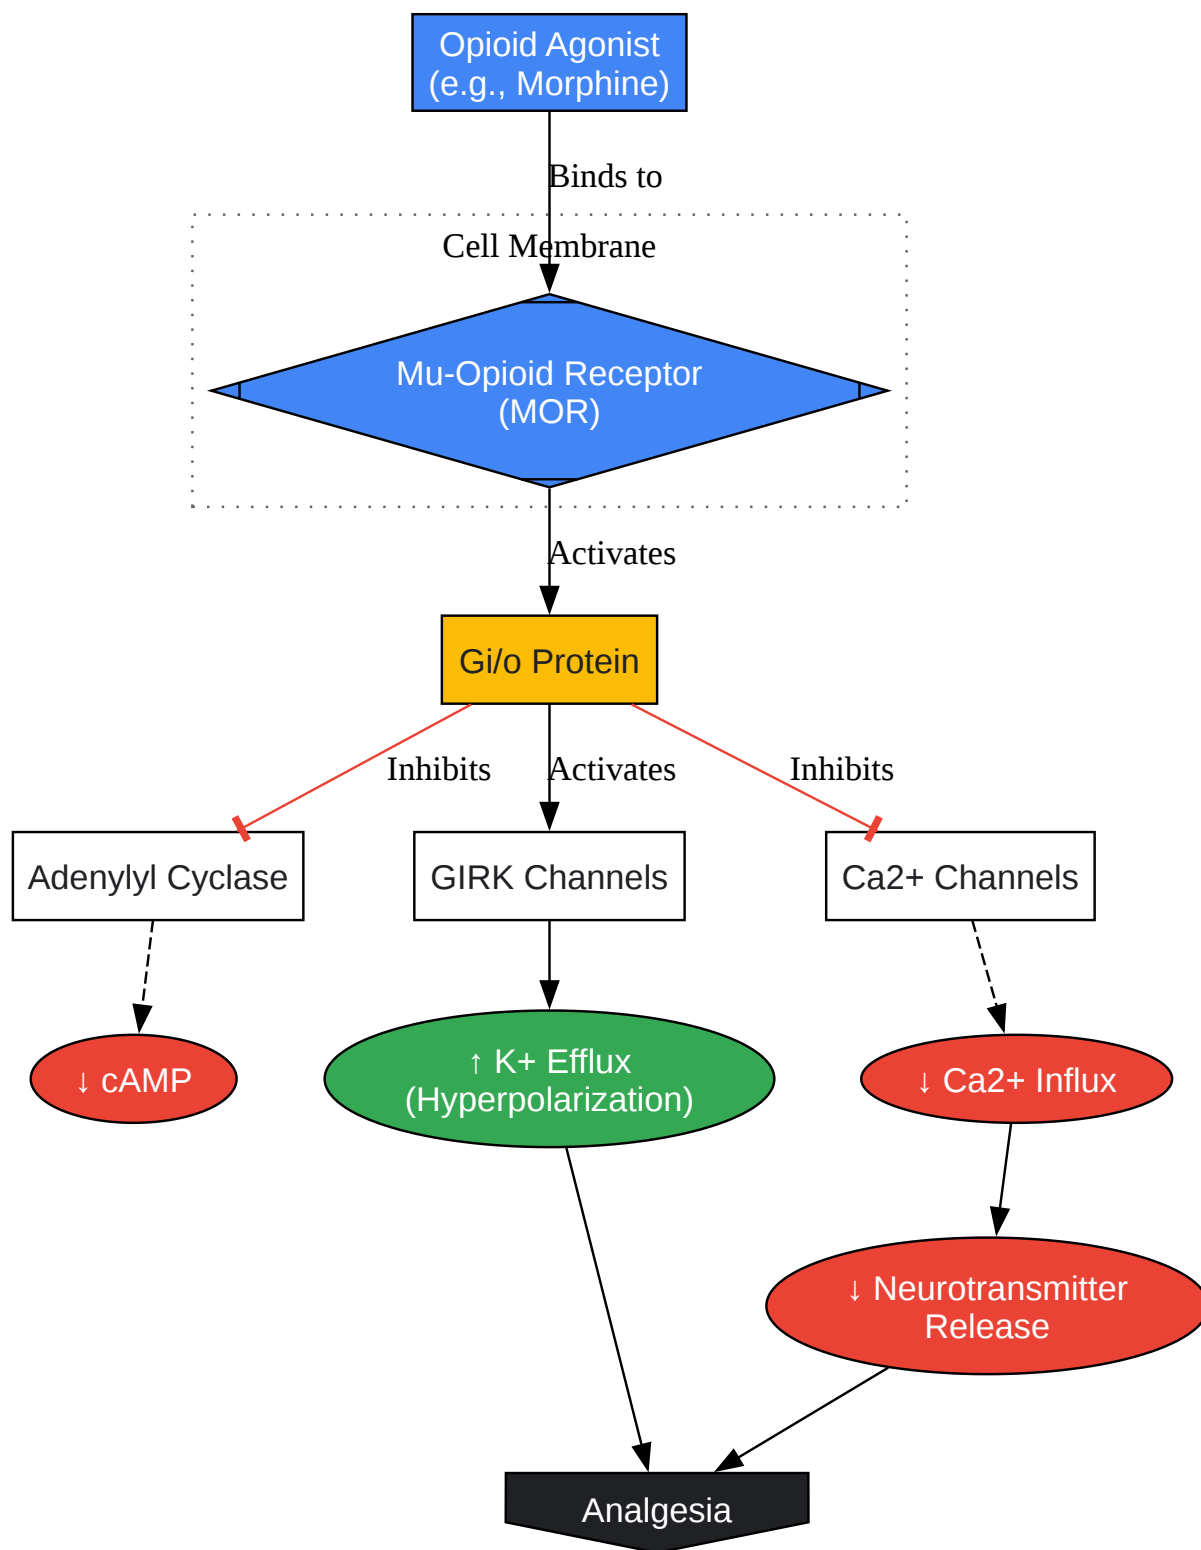 Opioid Agonist
(e.g., Morphine)
Binds to
Cell Membrane
Mu-Opioid Receptor
(MOR)
Activates
Gi/o Protein
Inhibits
Activates
Inhibits
Adenylyl Cyclase
GIRK Channels
Ca2+ Channels
↓ cAMP
↑ K+ Efflux
(Hyperpolarization)
↓ Ca2+ Influx
↓ Neurotransmitter
Release
Analgesia